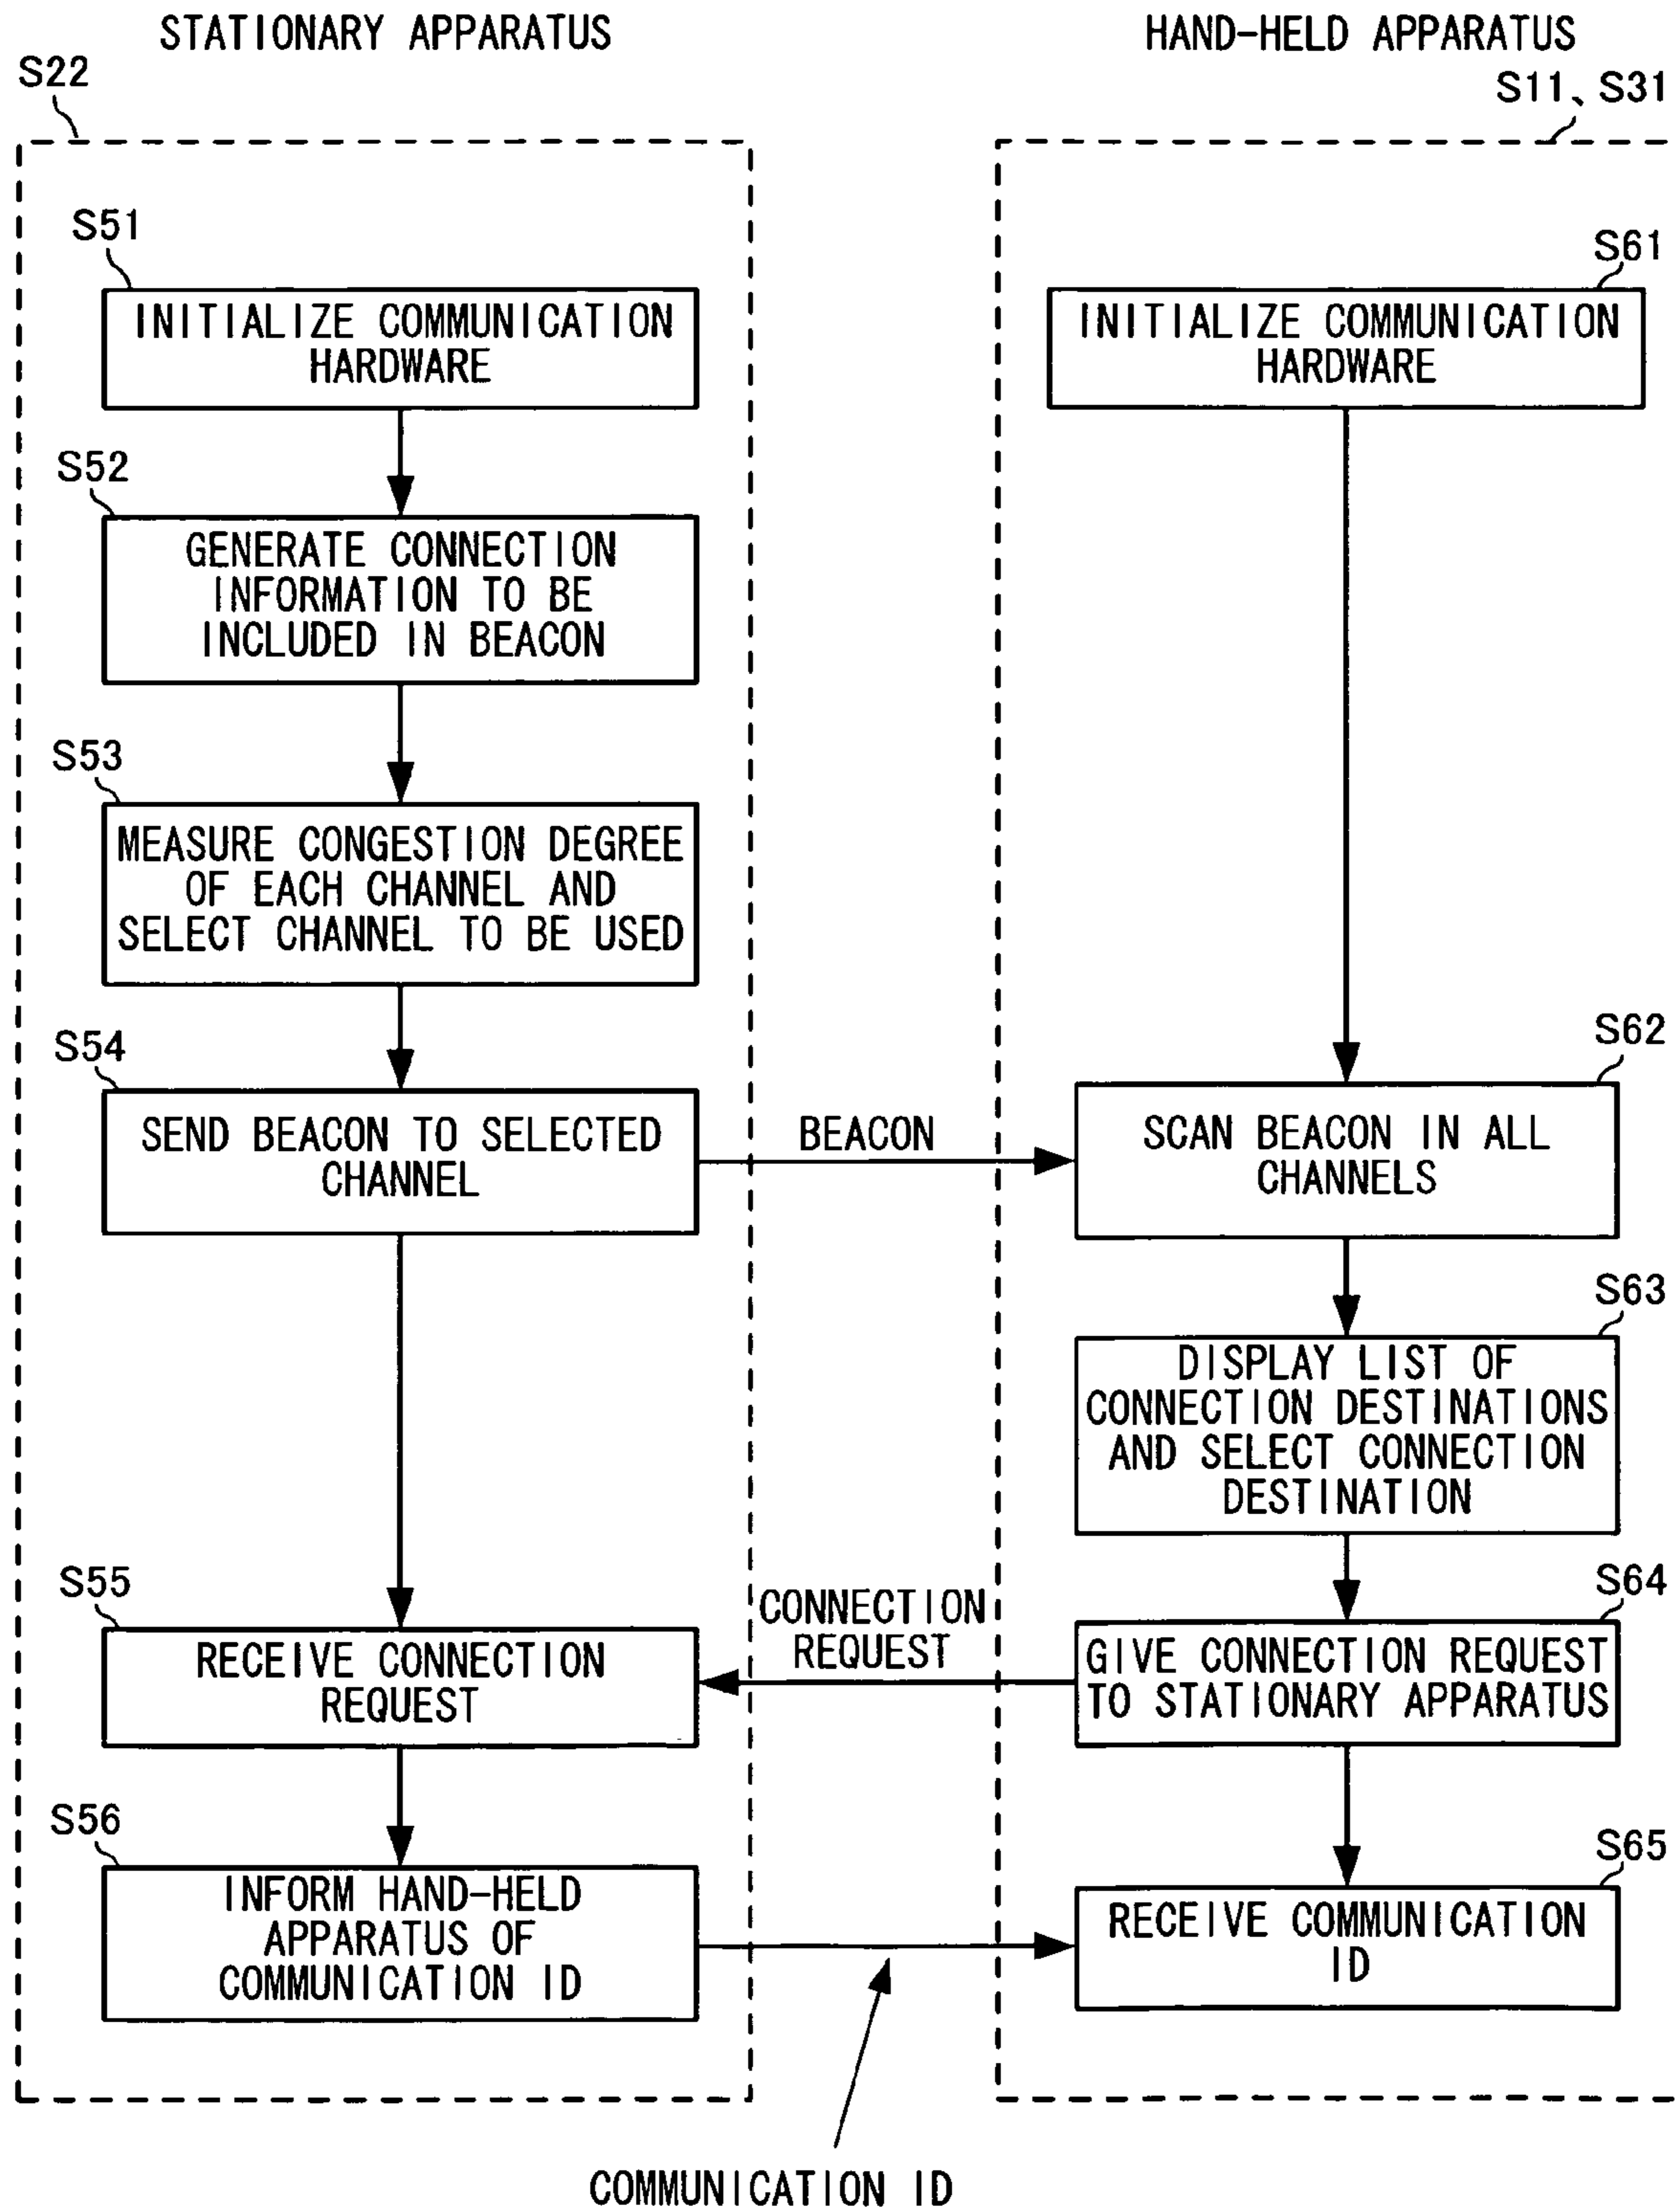 STATIONARY APPARATUS
HAND-HELD APPARATUS
S22
S11、S31
S51
INITIALIZE COMMUNICATION
HARDWARE
S61
INITIALIZE COMMUNICATION
HARDWARE
S52
GENERATE CONNECTION
INFORMATION TO BE
INCLUDED IN BEACON
S53
MEASURE CONGESTION DEGREE
OF EACH CHANNEL AND
SELECT CHANNEL TO BE USED
S54
SEND BEACON TO SELECTED
CHANNEL
BEACON
S62
SCAN BEACON IN ALL
CHANNELS
S63
DISPLAY LIST OF
CONNECTION DESTINATIONS
AND SELECT CONNECTION
DESTINATION
S55
RECEIVE CONNECTION
REQUEST
CONNECTION
REQUEST
S64
GIVE CONNECTION REQUEST
TO STATIONARY APPARATUS
S56
INFORM HAND-HELD
APPARATUS OF
COMMUNICATION ID
S65
RECEIVE COMMUNICATION
ID
COMMUNICATION ID